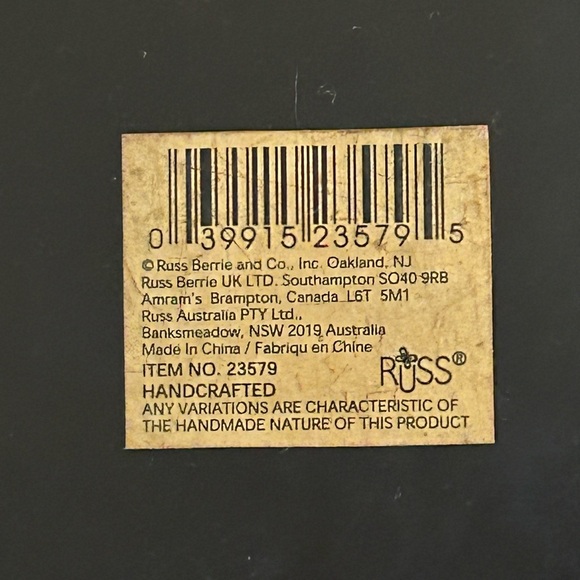 0 39915 23579 5
© Russ Berrie and Co., Inc. Oakland, NJ
Russ Berrie UK LTD. Southampton SO40 9RB
Amram's Brampton, Canada L6T 5M1
Russ Australia PTY Ltd.,
Banksmeadow, NSW 2019 Australia
Made In China / Fabriqu en Chine
ITEM NO. 23579
RUSS®
HANDCRAFTED
ANY VARIATIONS ARE CHARACTERISTIC OF
THE HANDMADE NATURE OF THIS PRODUCT